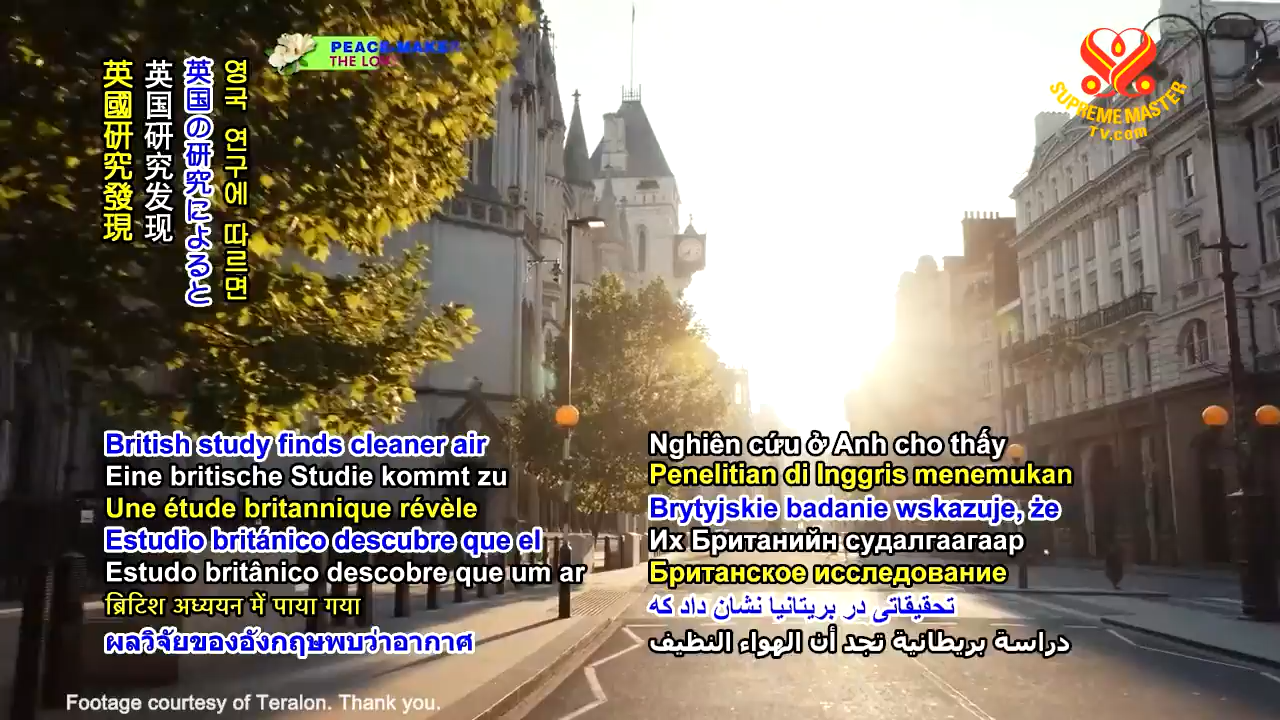 PEACE-MAKER
THE LO
SUPREME MASTER
TV.com
영국 연구에 따르면
英国の研究によると
英国研究发现
英國研究發現
British study finds cleaner air
Eine britische Studie kommt zu
Une étude britannique révèle
Estudio británico descubre que el
Estudo britânico descobre que um ar
ब्रिटिश अध्ययन में पाया गया
ผลวิจัยของอังกฤษพบว่าอากาศ
Nghiên cứu ở Anh cho thấy
Penelitian di Inggris menemukan
Brytyjskie badanie wskazuje, że
Их Британийн судалгаагаар
Британское исследование
تحقیقاتی در بریتانیا نشان داد که
دراسة بريطانية تجد أن الهواء النظيف
Footage courtesy of Teralon. Thank you.